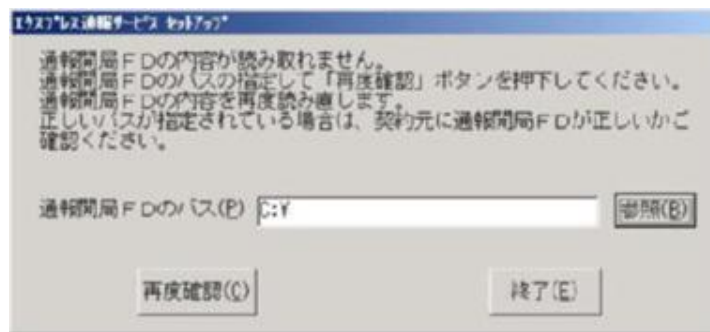 ｴｸｽﾌﾟﾚｽ通報ｻｰﾋﾞｽ ｾｯﾄｱｯﾌﾟ
通報開局ＦＤの内容が読み取れません。
通報開局ＦＤのパスの指定して「再度確認」ボタンを押下してください。
通報開局ＦＤの内容を再度読み直します。
正しいパスが指定されている場合は、契約元に通報開局ＦＤが正しいかご
確認ください。
通報開局ＦＤのパス(P) C:¥ 参照(B)
再度確認(C) 終了(E)